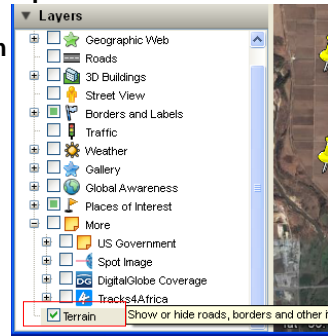 Layers
Geographic Web
Roads
3D Buildings
Street View
Borders and Labels
Traffic
Weather
Gallery
Global Awareness
Places of Interest
More
US Government
Spot Image
DG DigitalGlobe Coverage
Tracks4Africa
Terrain
Show or hide roads, borders and other